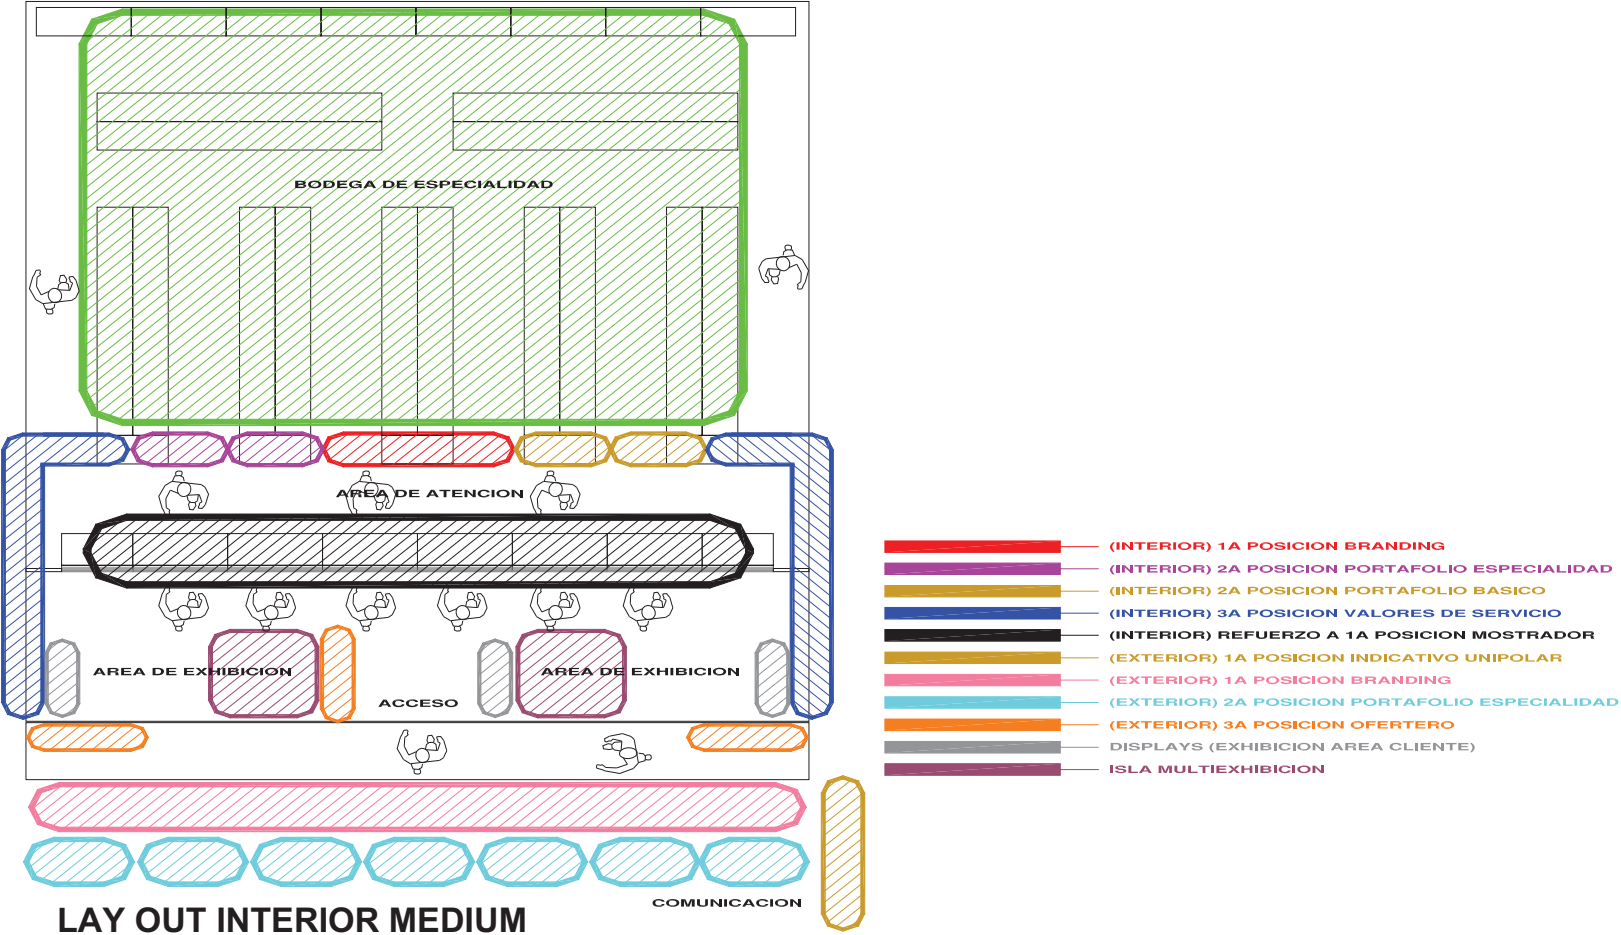 BODEGA DE ESPECIALIDAD
AREA DE ATENCION
AREA DE EXHIBICION
AREA DE EXHIBICION
ACCESO
COMUNICACION
LAY OUT INTERIOR MEDIUM
(INTERIOR) 1A POSICION BRANDING
(INTERIOR) 2A POSICION PORTAFOLIO ESPECIALIDAD
(INTERIOR) 2A POSICION PORTAFOLIO BASICO
(INTERIOR) 3A POSICION VALORES DE SERVICIO
(INTERIOR) REFUERZO A 1A POSICION MOSTRADOR
(EXTERIOR) 1A POSICION INDICATIVO UNIPOLAR
(EXTERIOR) 1A POSICION BRANDING
(EXTERIOR) 2A POSICION PORTAFOLIO ESPECIALIDAD
(EXTERIOR) 3A POSICION OFERTERO
DISPLAYS (EXHIBICION AREA CLIENTE)
ISLA MULTIEXHIBICION